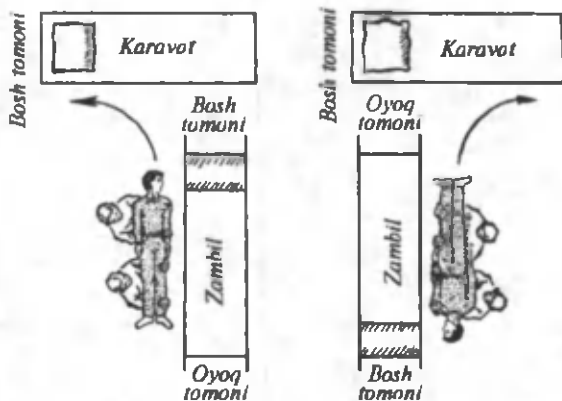 Bosh tomoni
Karavot
Bosh
tomoni
Zambil
Oyoq
tomoni
Bosh tomoni
Karavot
Oyoq
tomoni
Zambil
Bosh
tomoni